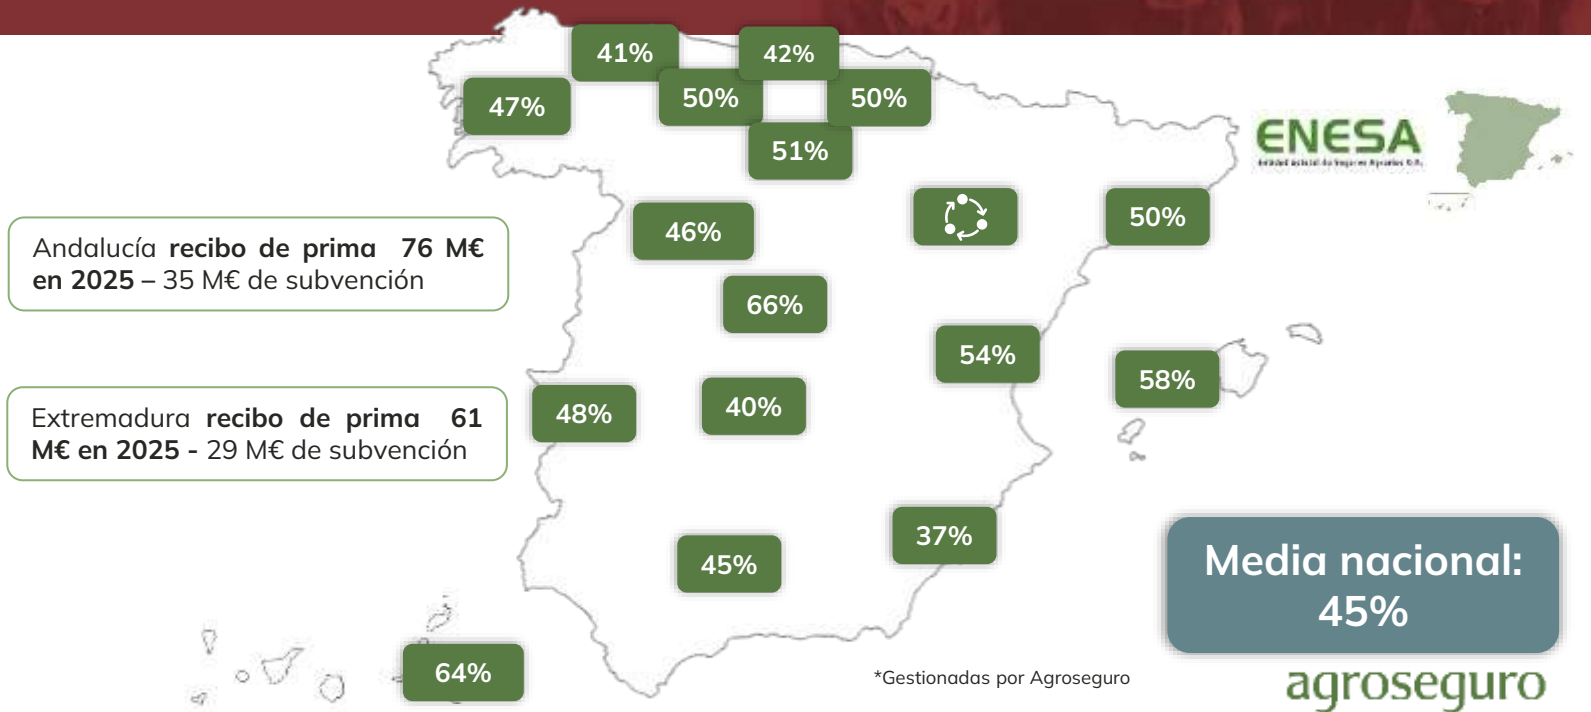 41%
42%
47%
50%
50%
51%
ENESA
46%
50%
Andalucía recibo de prima 76 M€
en 2025 – 35 M€ de subvención
66%
54%
58%
Extremadura recibo de prima 61
M€ en 2025 - 29 M€ de subvención
48%
40%
37%
45%
Media nacional:
45%
64%
*Gestionadas por Agroseguro
agroseguro